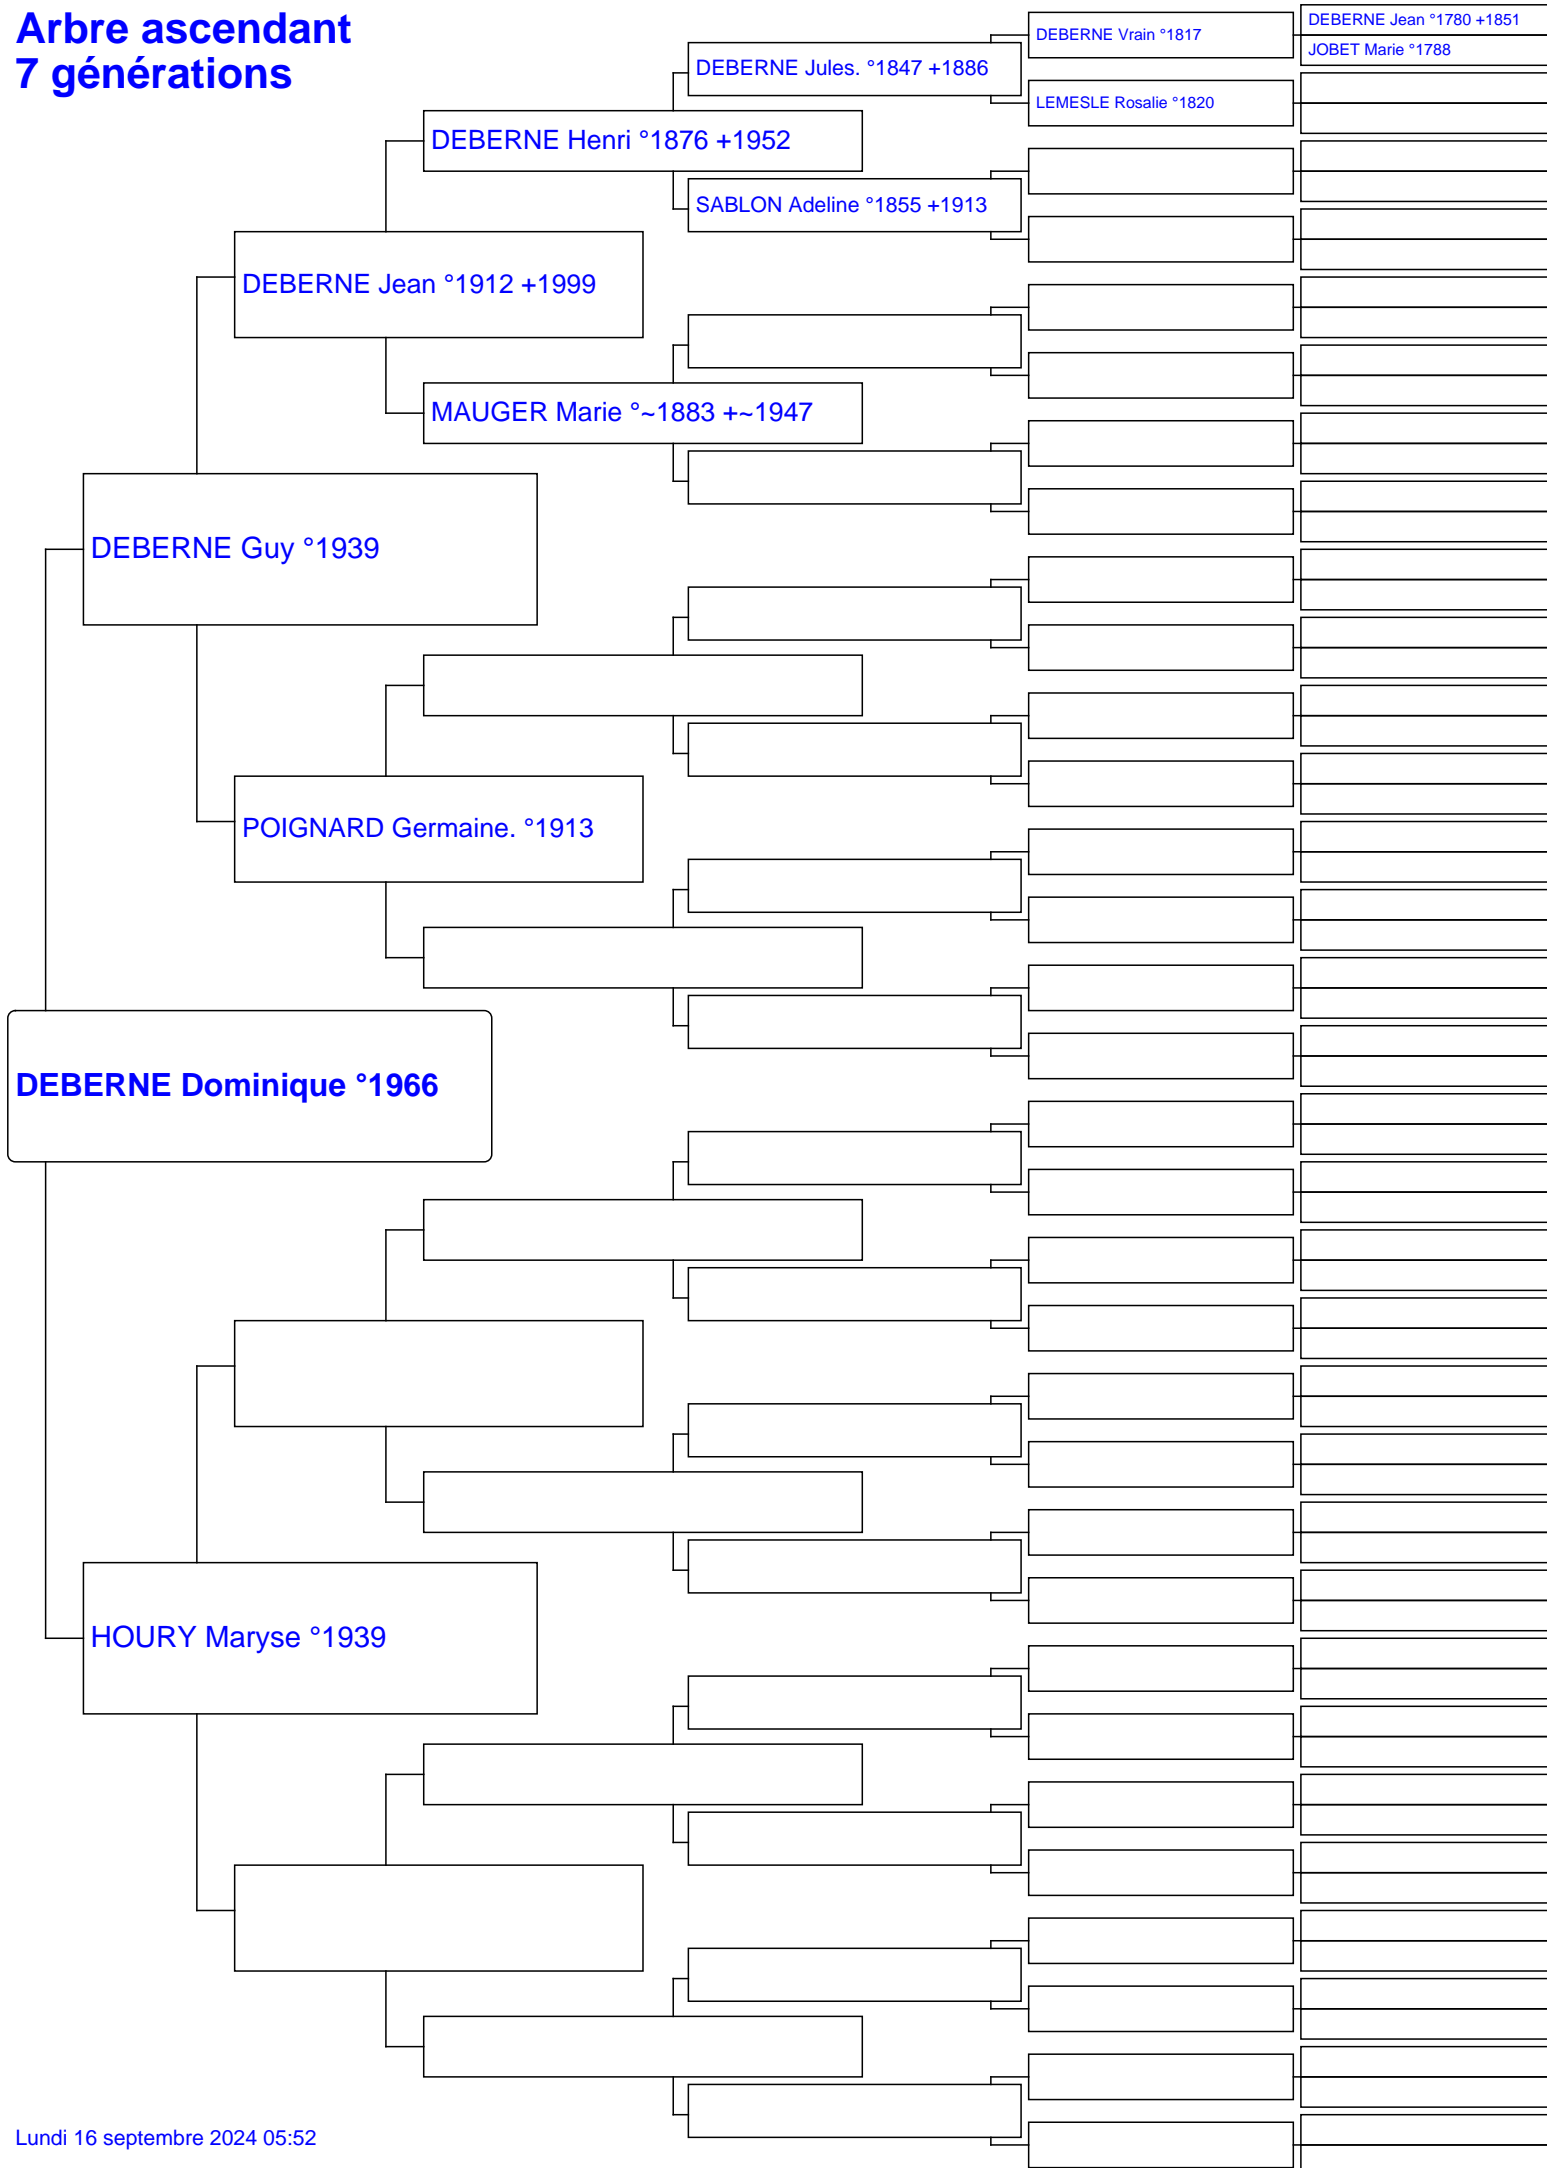 Arbre ascendant
7 générations
DEBERNE Vrain °1817
DEBERNE Jean °1780 +1851
JOBET Marie °1788
DEBERNE Jules. °1847 +1886
LEMESLE Rosalie °1820
DEBERNE Henri °1876 +1952
SABLON Adeline °1855 +1913
DEBERNE Jean °1912 +1999
MAUGER Marie °~1883 +~1947
DEBERNE Guy °1939
POIGNARD Germaine. °1913
DEBERNE Dominique °1966
HOURY Maryse °1939
Lundi 16 septembre 2024 05:52